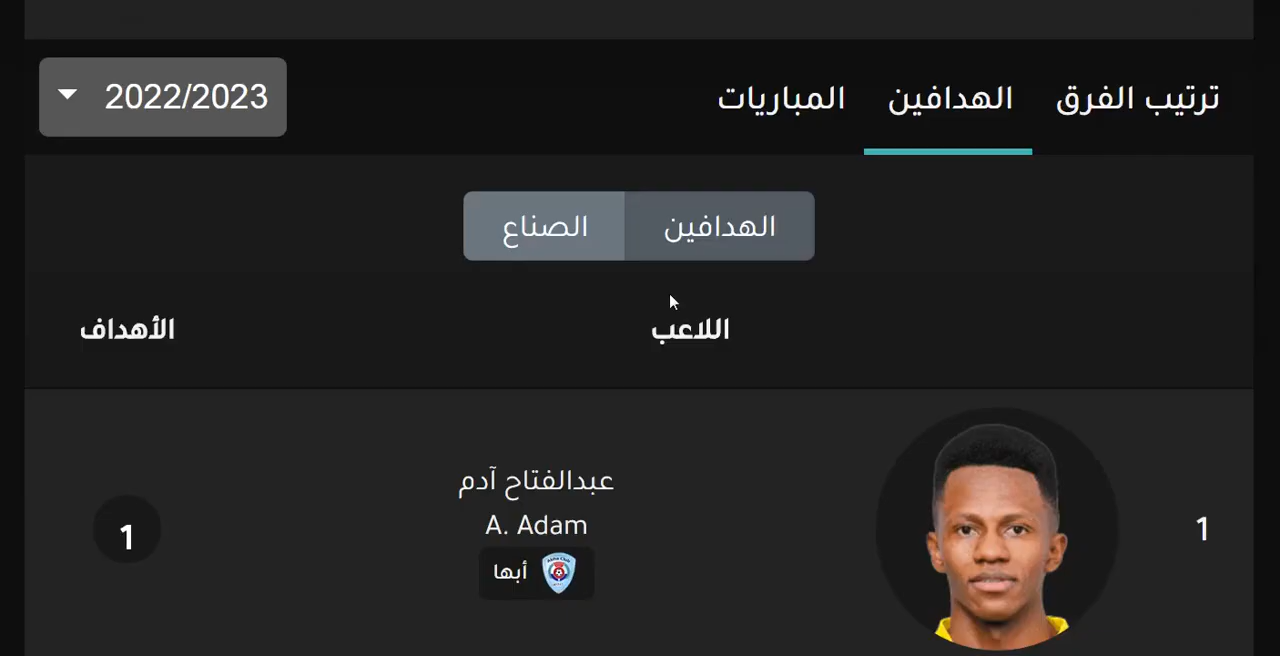 ترتيب الفرق
الهدافين
المباريات
2022/2023
الهدافين
الصناع
اللاعب
الأهداف
1
عبدالفتاح آدم
A. Adam
أبها
1